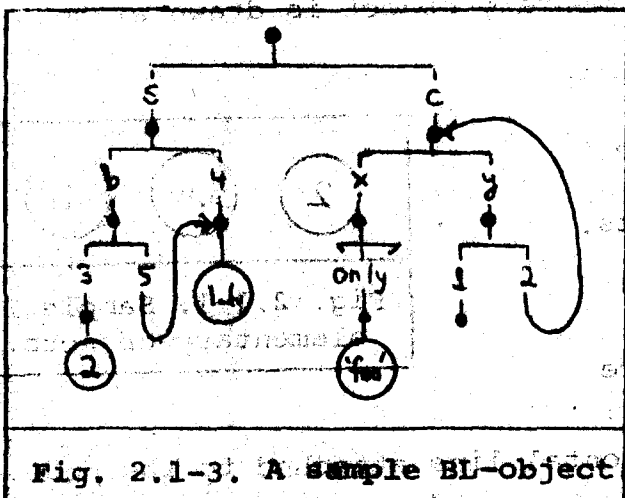 s c
b 4 x y
3 5 only 1 2
2 'foo'
Fig. 2.1-3. A sample BL-object